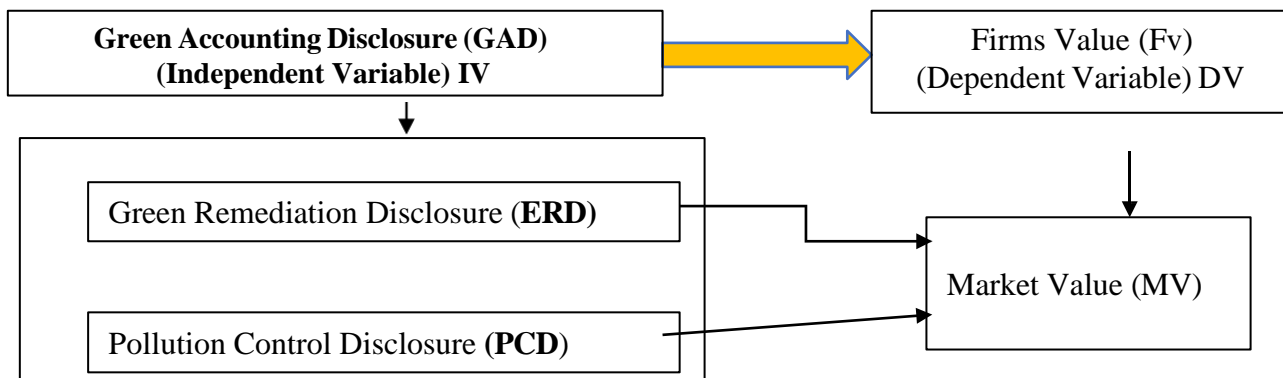 Green Accounting Disclosure (GAD)
(Independent Variable) IV
Firms Value (Fv)
(Dependent Variable) DV
Green Remediation Disclosure (ERD)
Market Value (MV)
Pollution Control Disclosure (PCD)